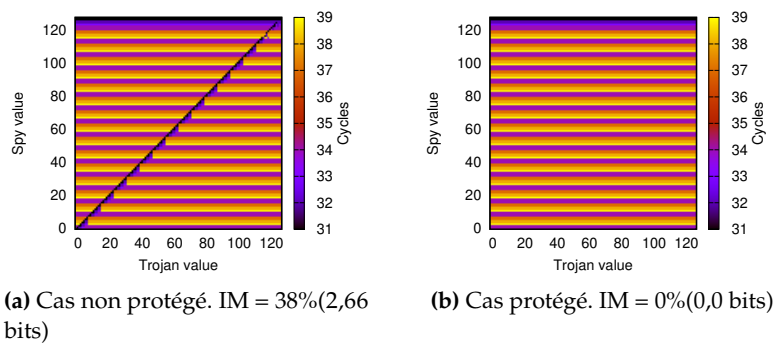 120
100
80
60
40
20
0
Spy value
0 20 40 60 80 100 120
Trojan value
39
38
37
36
35
34
33
32
31
Cycles
120
100
80
60
40
20
0
Spy value
0 20 40 60 80 100 120
Trojan value
39
38
37
36
35
34
33
32
31
Cycles
(a) Cas non protégé. IM = 38%(2,66
bits)
(b) Cas protégé. IM = 0%(0,0 bits)